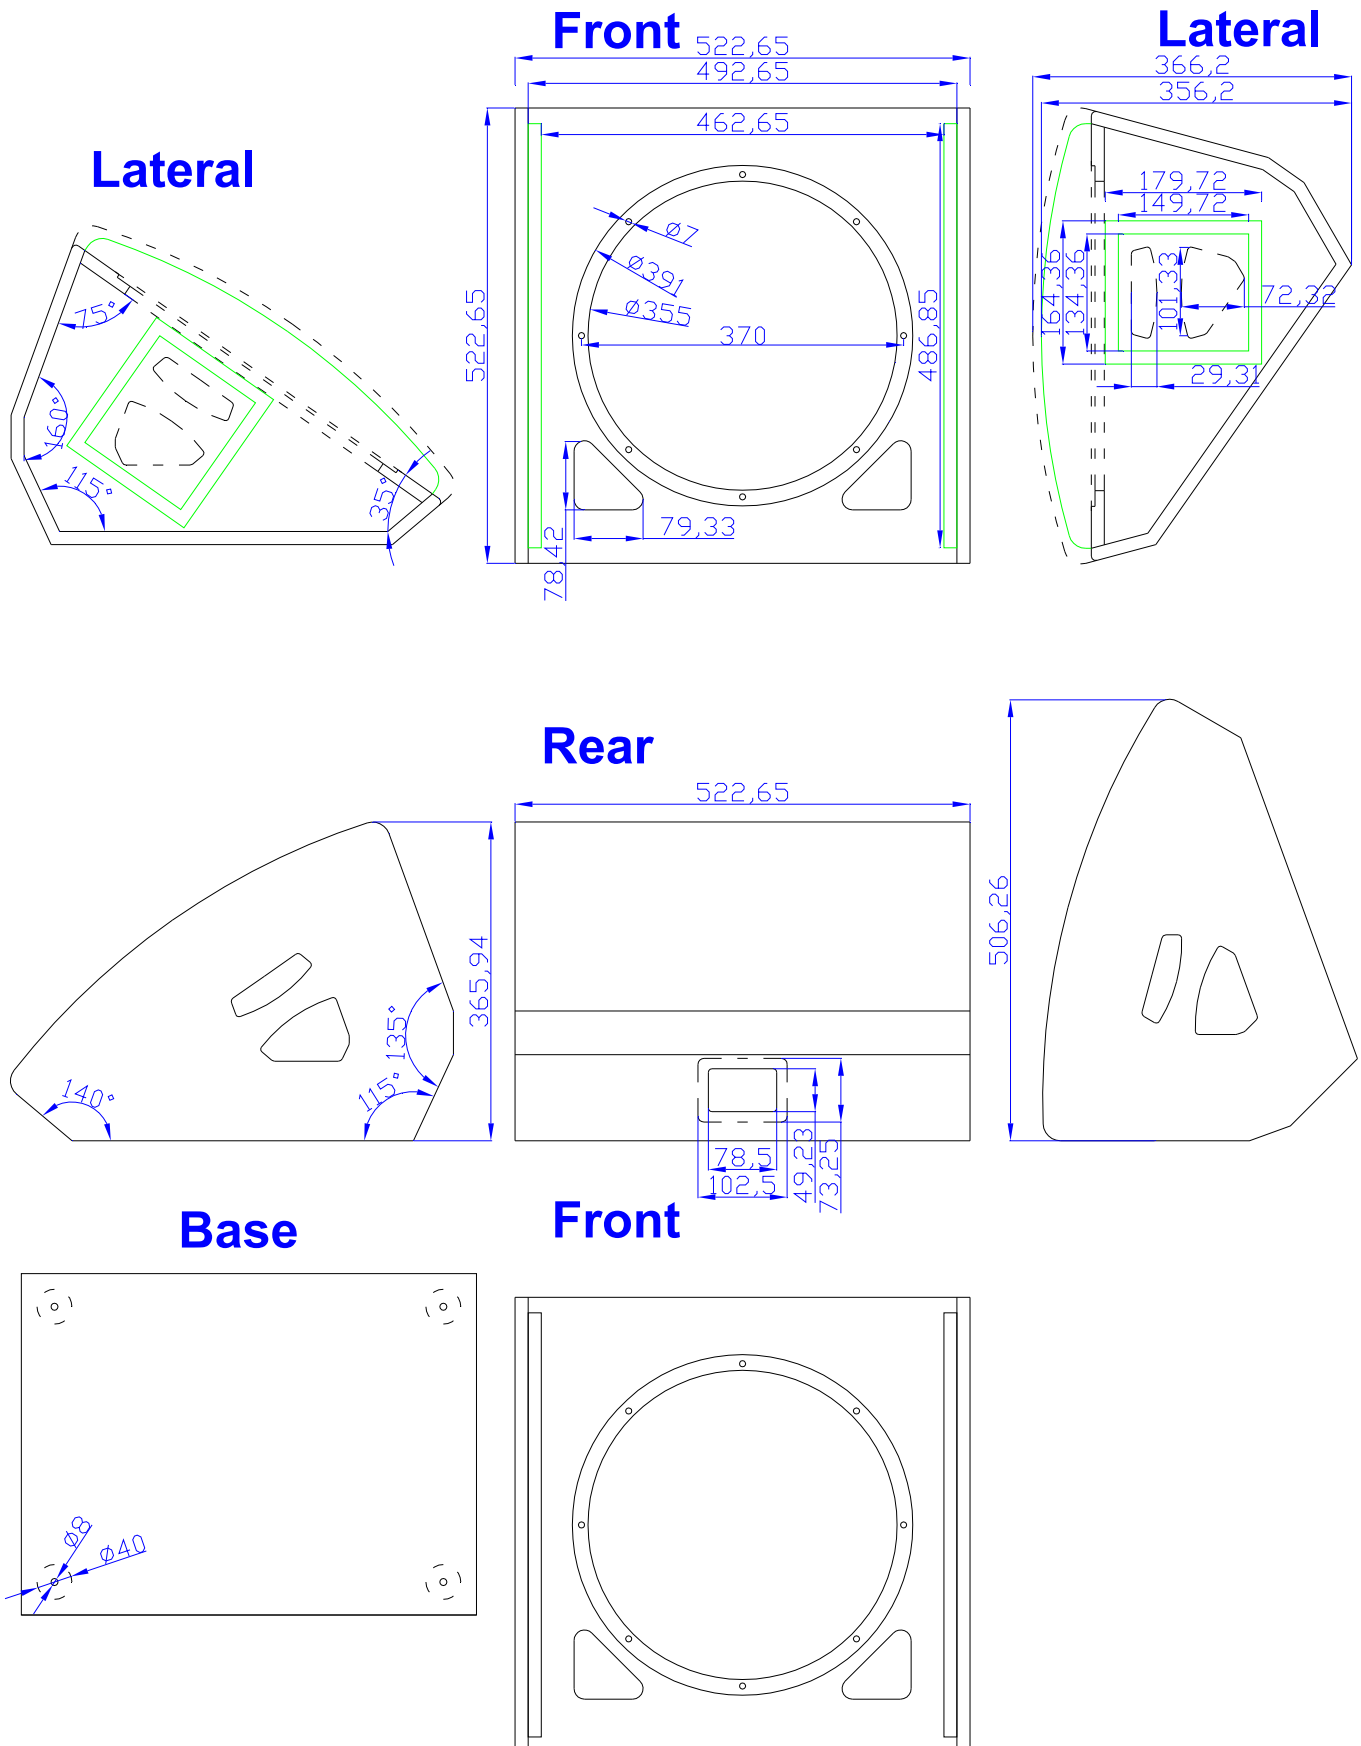 Front
522,65
492,65
462,65
Lateral
366,2
356,2
Lateral
179,72
149,72
164,36
134,36
101,33
72,32
29,31
ø7
ø391
ø355
370
522,65
486,85
79,33
78,42
75°
160°
115°
35°
Rear
522,65
365,94
506,26
135°
115°
140°
78,5
102,5
49,23
73,25
Base
Front
ø8
ø40